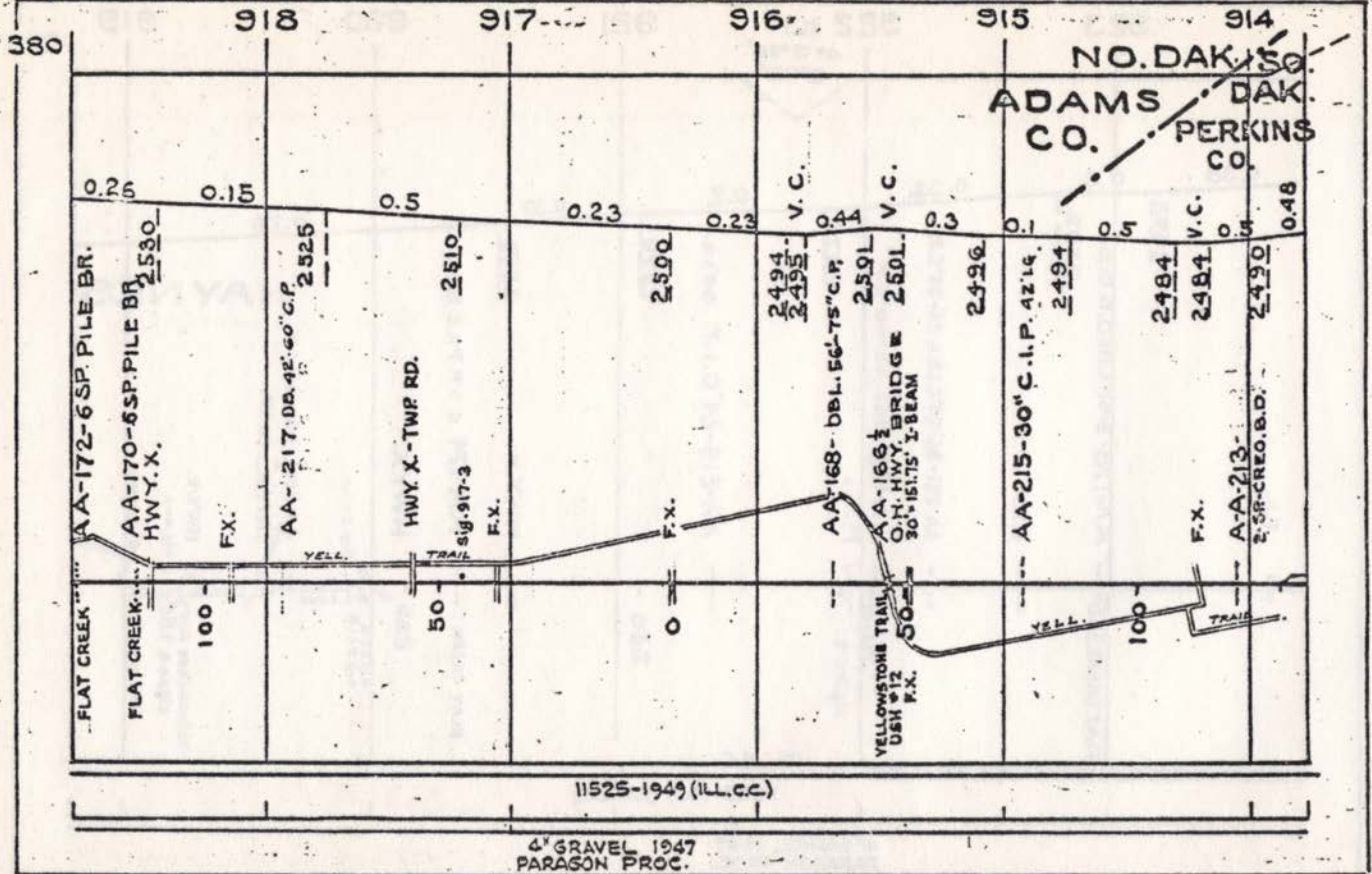 380
918 917 916 915 914
NO. DAK. SO.
DAK.
ADAMS
CO.
PERKINS
CO.
0.26 0.15 0.5 0.23 0.23 0.44 0.3 0.1 0.48
V. C.
V. C.
V. C.
2530
2525
2510
2500
2494
2495
2501
2501
2496
2494
2484
2484
2490
AA-172-6 SP. PILE BR.
AA-170-6 SP. PILE BR.
HWY. X.
F.X.
AA-217-DB. 42'-60" C.P.
HWY. X.-TWP. RD.
Sig. 917-3
F.X.
F.X.
AA-168-DBL. 56'-75" C.P.
AA-166½
O.H. HWY. BRIDGE
30°-151.75' I-BEAM
AA-215-30" C.I.P. 42' LG
F.X.
A-A-213-
2-SP.-CREO. B.D.
YELL. TRAIL
YELL. TRAIL
100
50
0
50
100
FLAT CREEK
FLAT CREEK
YELLOWSTONE TRAIL
USH #12
F.X.
11525-1949 (ILL.C.C.)
4" GRAVEL 1947
PARAGON PROC.